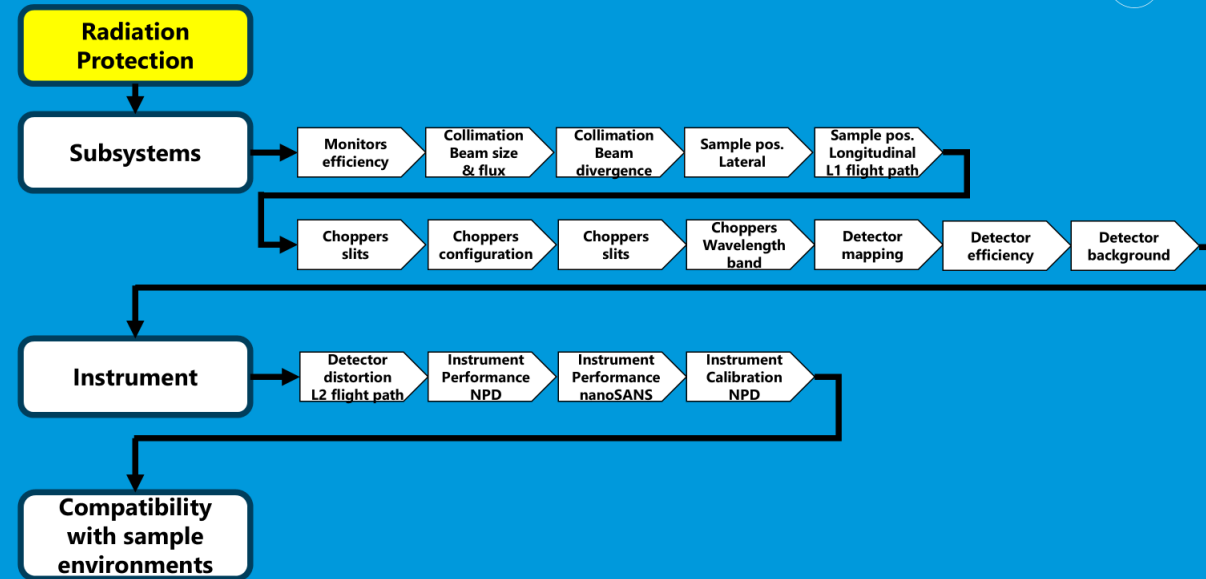 Radiation
Protection
Subsystems
Monitors
efficiency
Collimation
Beam size
& flux
Collimation
Beam
divergence
Sample pos.
Lateral
Sample pos.
Longitudinal
L1 flight path
Choppers
slits
Choppers
configuration
Choppers
slits
Choppers
Wavelength
band
Detector
mapping
Detector
efficiency
Detector
background
Instrument
Detector
distortion
L2 flight path
Instrument
Performance
NPD
Instrument
Performance
nanoSANS
Instrument
Calibration
NPD
Compatibility
with sample
environments